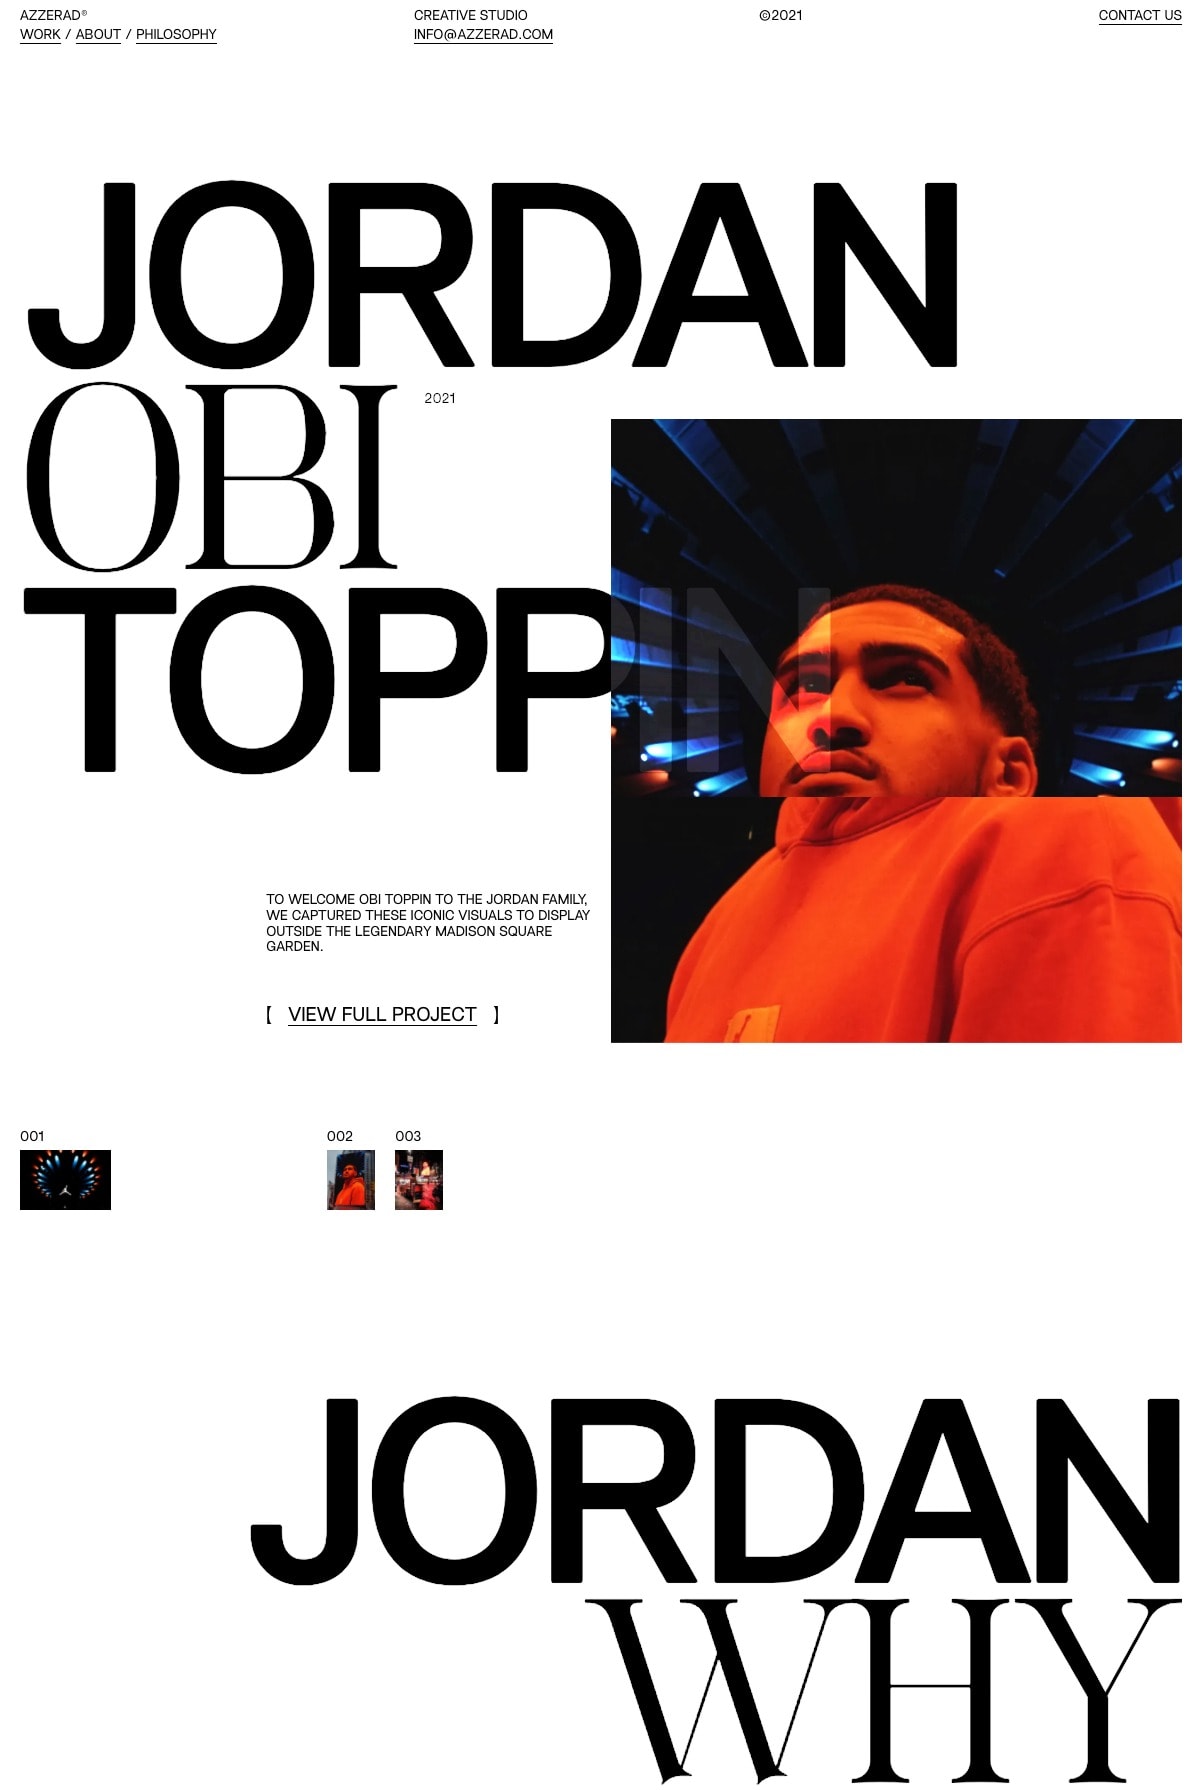 AZZERAD®
WORK / ABOUT / PHILOSOPHY
CREATIVE STUDIO
INFO@AZZERAD.COM
©2021
CONTACT US
JORDAN
OBI
2021
TOPPIN
TO WELCOME OBI TOPPIN TO THE JORDAN FAMILY,
WE CAPTURED THESE ICONIC VISUALS TO DISPLAY
OUTSIDE THE LEGENDARY MADISON SQUARE
GARDEN.
【 VIEW FULL PROJECT 】
001
002
003
JORDAN
WHY